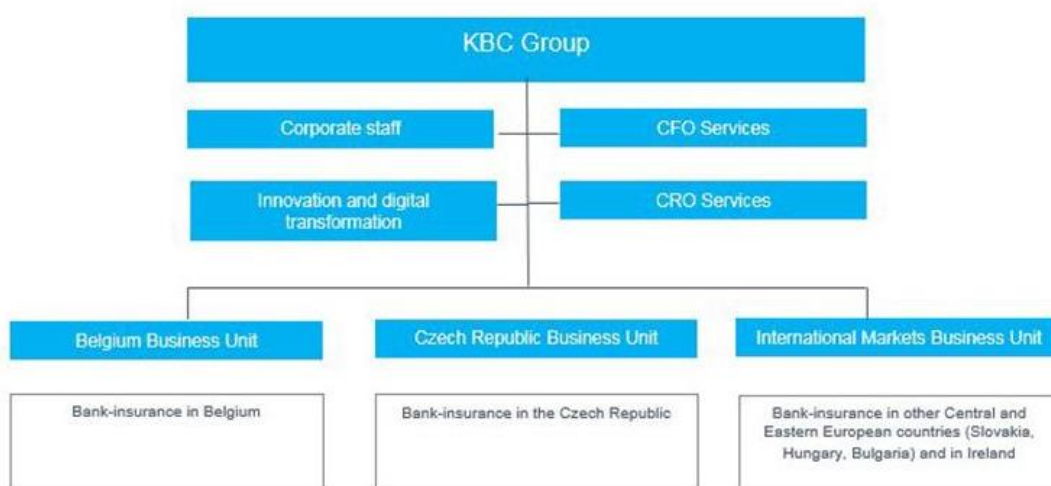 KBC Group
Corporate staff
CFO Services
Innovation and digital
transformation
CRO Services
Belgium Business Unit
Czech Republic Business Unit
International Markets Business Unit
Bank-insurance in Belgium
Bank-insurance in the Czech Republic
Bank-insurance in other Central and
Eastern European countries (Slovakia,
Hungary, Bulgaria) and in Ireland